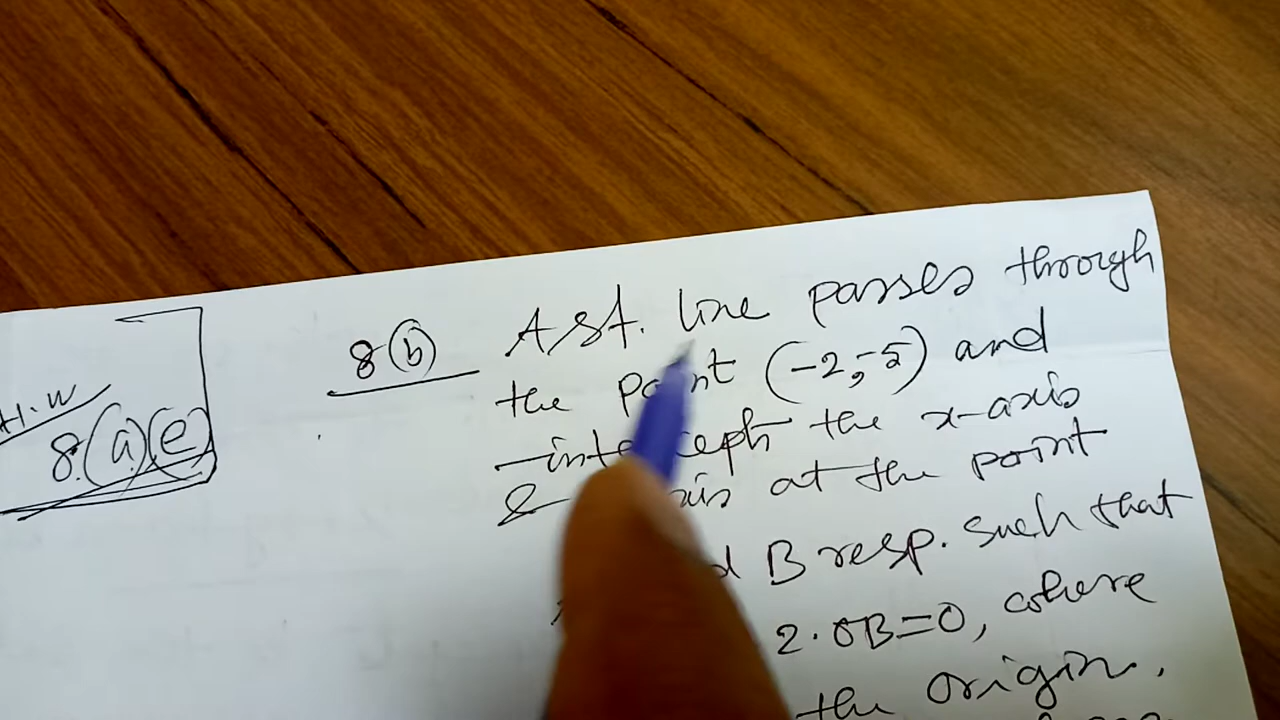 H.W
8.(a)(e)
8(b) A st. line passes through
the point (-2,-5) and
intercepts the x-axis
& at the point
B resp. such that
2.OB=0, where
the origin.